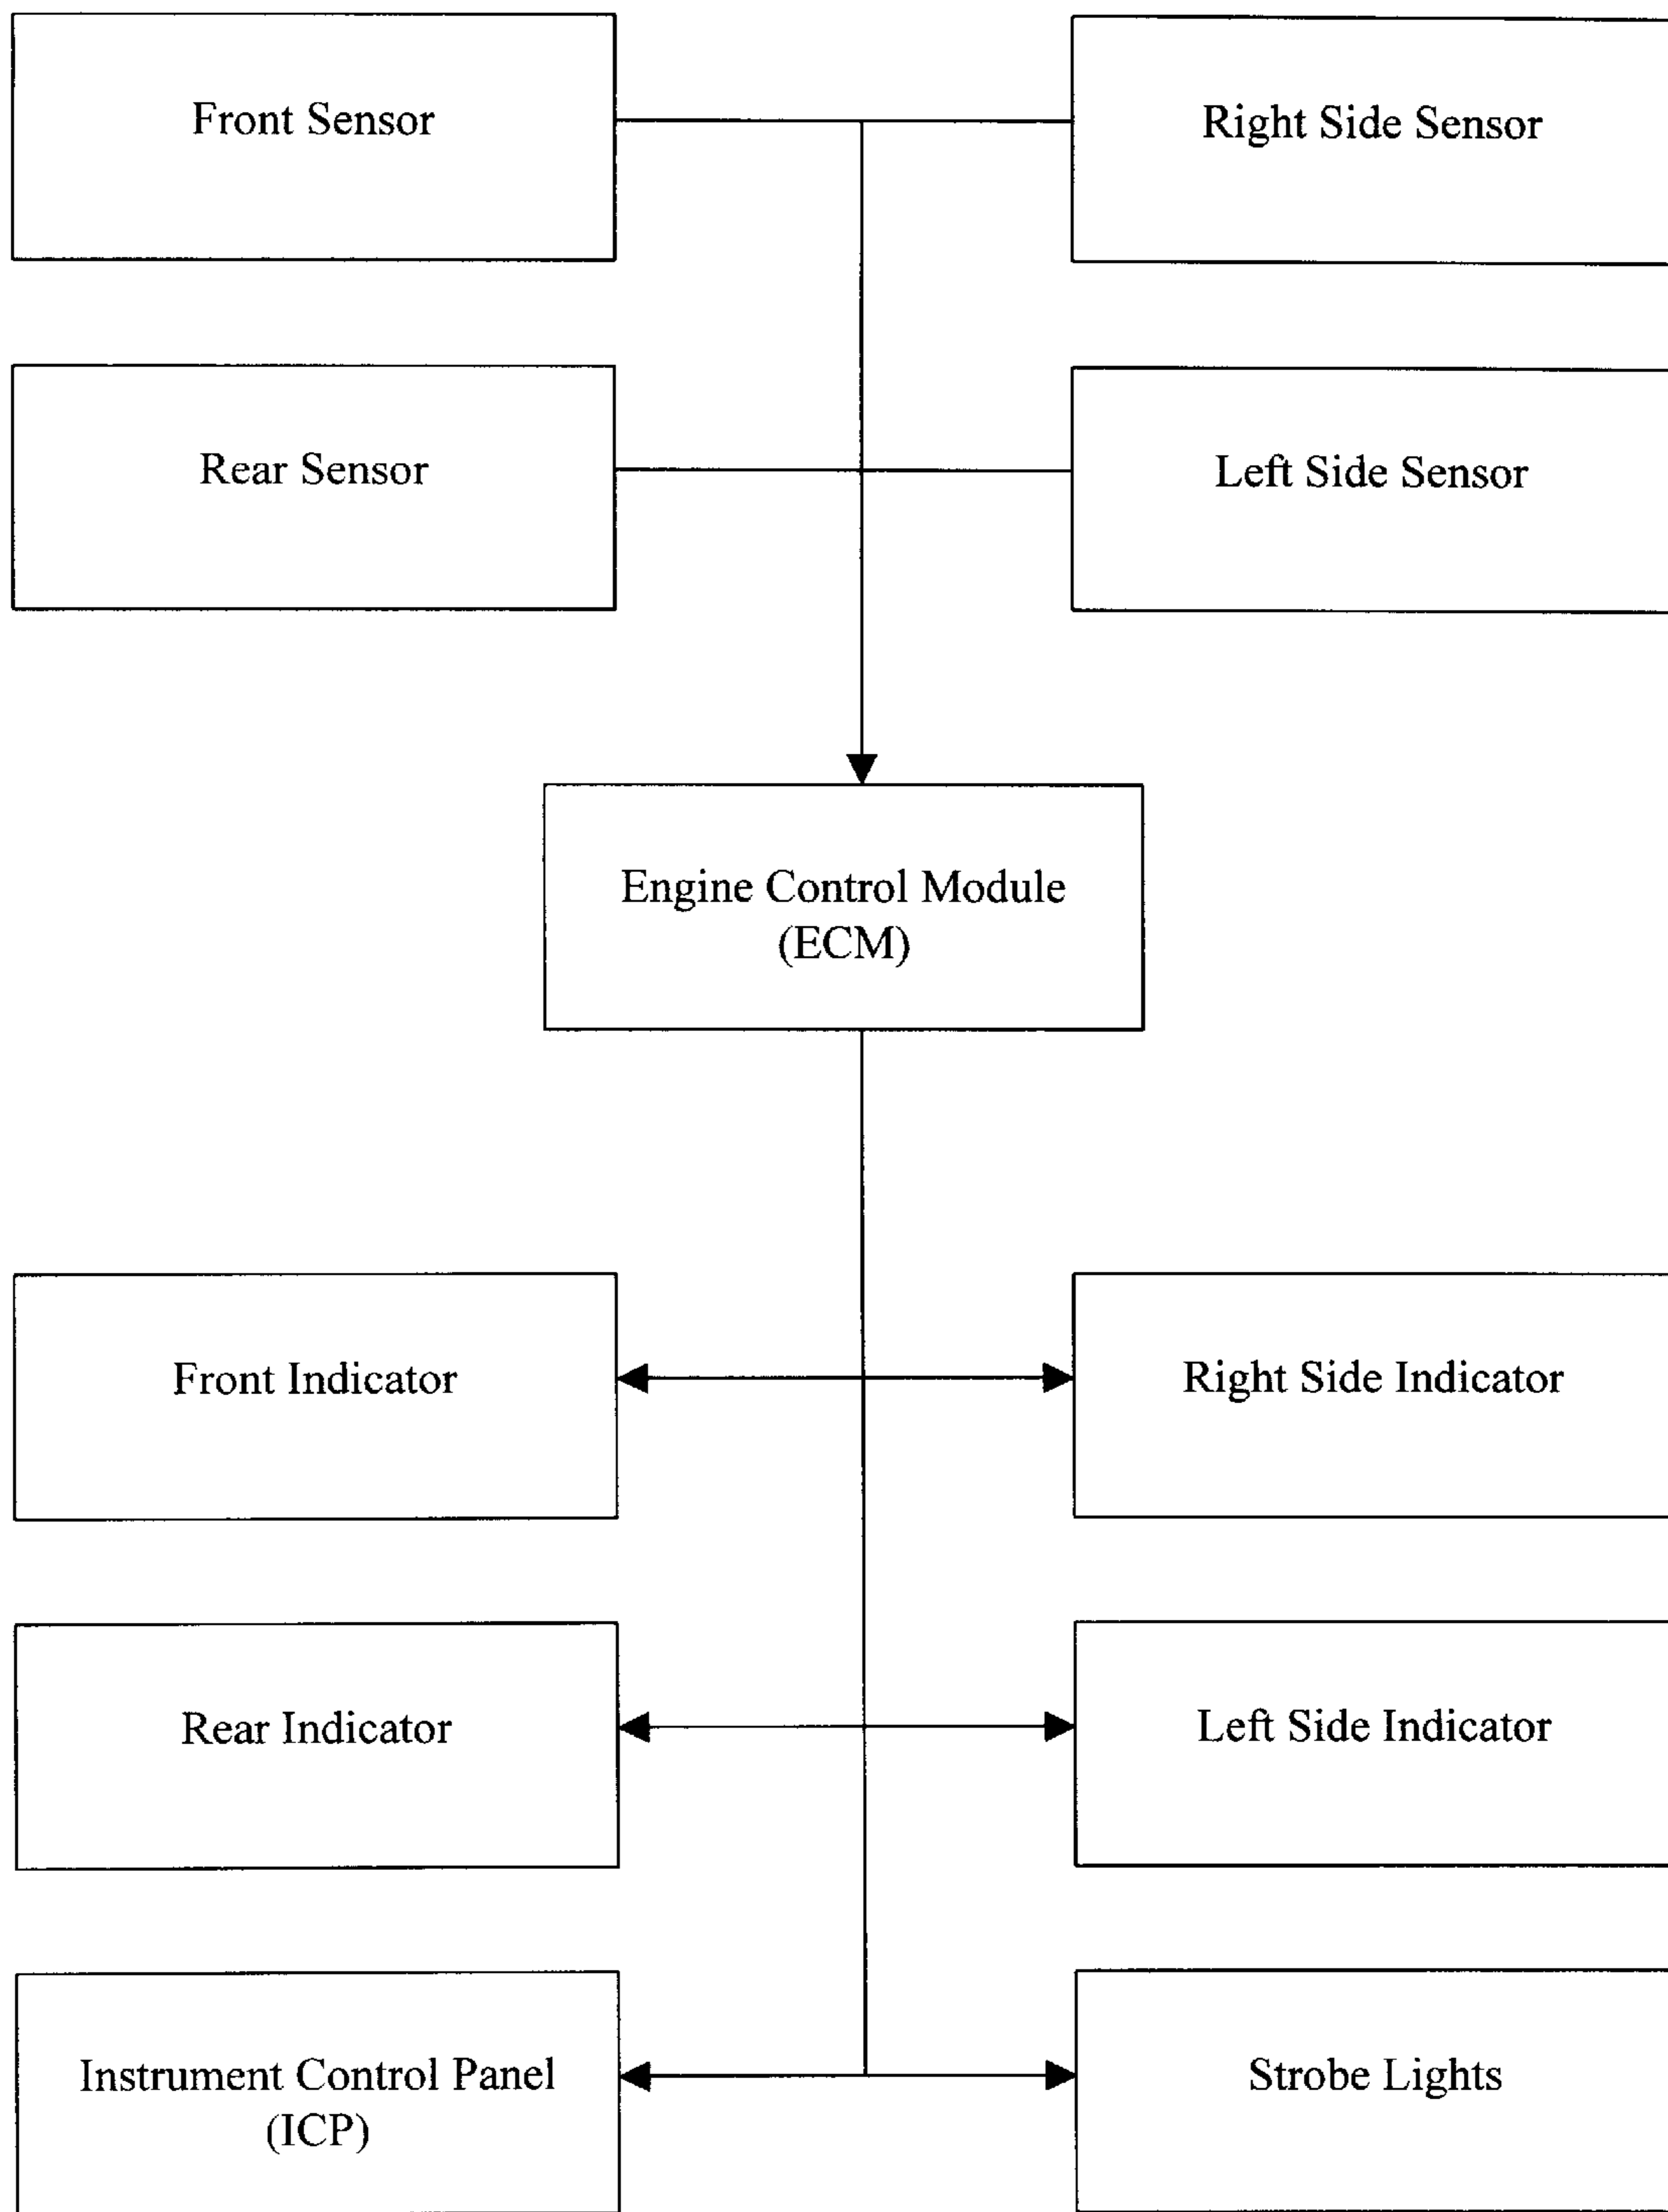 Front Sensor
Right Side Sensor
Rear Sensor
Left Side Sensor
Engine Control Module
(ECM)
Front Indicator
Right Side Indicator
Rear Indicator
Left Side Indicator
Instrument Control Panel
(ICP)
Strobe Lights